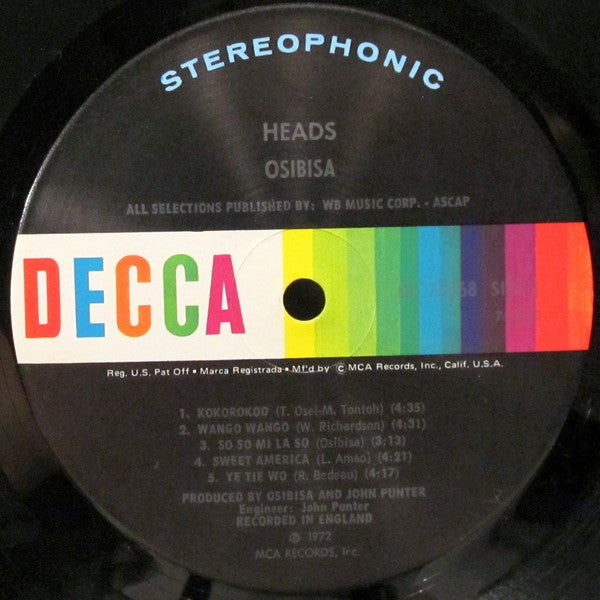 STEREOPHONIC
HEADS
OSIBISA
ALL SELECTIONS PUBLISHED BY: WB MUSIC CORP. - ASCAP
DECCA
Reg. U.S. Pat Off • Marca Registrada • Mf'd by c MCA Records, Inc., Calif. U.S.A.
1. KOKOROKOO (T. Osei-M. Tontoh) (4:35)
2. WANGO WANGO (W. Richardson) (4:31)
3. SO SO MI LA SO (Osibisa) (3:13)
4. SWEET AMERICA (L. Amao) (4:21)
5. YE TIE WO (R. Bedeau) (4:17)
PRODUCED BY OSIBISA AND JOHN PUNTER
Engineer: John Punter
RECORDED IN ENGLAND
℗ 1972
MCA RECORDS, Inc.